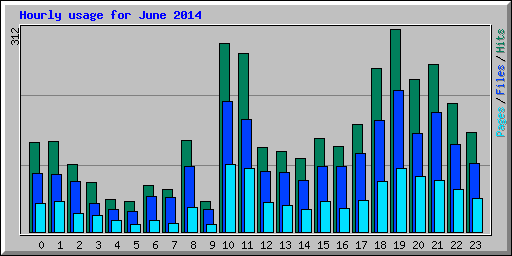 Hourly usage for June 2014
312
Pages/Files/Hits
0 1 2 3 4 5 6 7 8 9 10 11 12 13 14 15 16 17 18 19 20 21 22 23